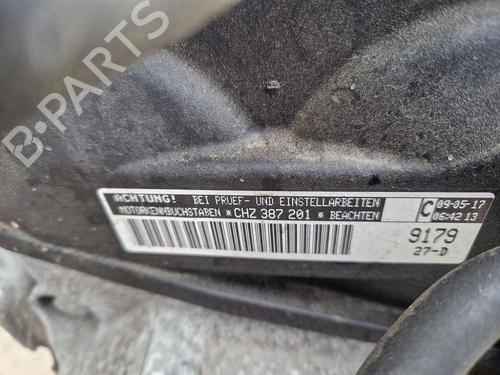 B-PARTS
ACHTUNG! BEI PRUEF- UND EINSTELLARBEITEN
MOTORKENNBUCHSTABEN *CHZ 387 201 * BEACHTEN
C 09-05-17
06:42 13
9179
27-D